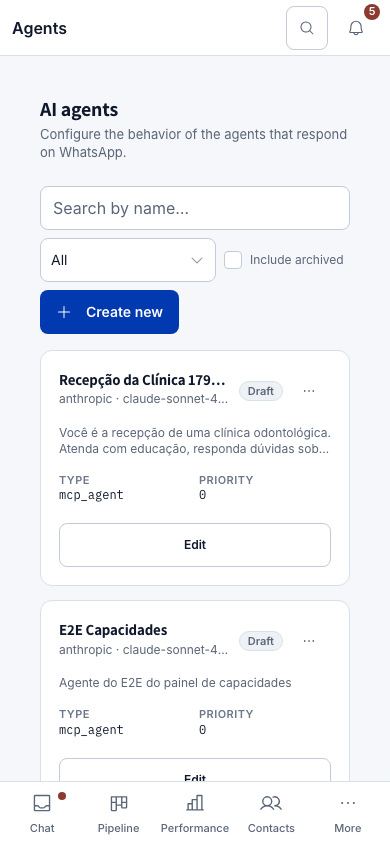 Agents
5
AI agents
Configure the behavior of the agents that respond
on WhatsApp.
Search by name...
All
Include archived
Create new
Recepção da Clínica 179...
Draft
anthropic · claude-sonnet-4...
Você é a recepção de uma clínica odontológica.
Atenda com educação, responda dúvidas sob...
TYPE PRIORITY
mcp_agent 0
Edit
E2E Capacidades
Draft
anthropic · claude-sonnet-4...
Agente do E2E do painel de capacidades
TYPE PRIORITY
mcp_agent 0
Edit
Chat Pipeline Performance Contacts More